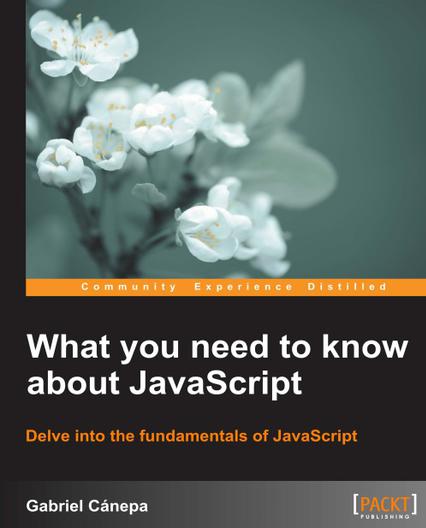 Community Experience Distilled
What you need to know
about JavaScript
Delve into the fundamentals of JavaScript
Gabriel Cánepa
[PACKT]
PUBLISHING